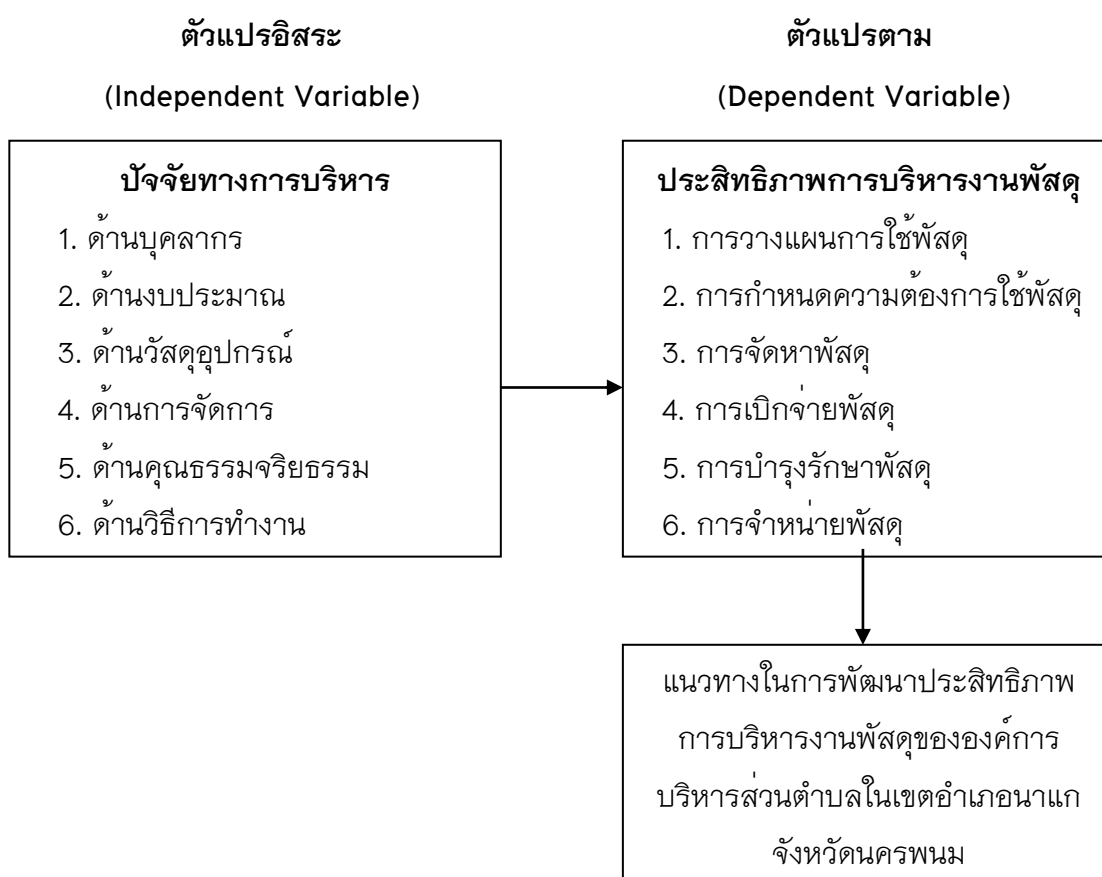 ตัวแปรอิสระ
(Independent Variable)
ปัจจัยทางการบริหาร
1. ด้านบุคลากร
2. ด้านงบประมาณ
3. ด้านวัสดุอุปกรณ์
4. ด้านการจัดการ
5. ด้านคุณธรรมจริยธรรม
6. ด้านวิธีการทำงาน
ตัวแปรตาม
(Dependent Variable)
ประสิทธิภาพการบริหารงานพัสดุ
1. การวางแผนการใช้พัสดุ
2. การกำหนดความต้องการใช้พัสดุ
3. การจัดหาพัสดุ
4. การเบิกจ่ายพัสดุ
5. การบำรุงรักษาพัสดุ
6. การจำหน่ายพัสดุ
แนวทางในการพัฒนาประสิทธิภาพ
การบริหารงานพัสดุขององค์การ
บริหารส่วนตำบลในเขตอำเภอนาแก
จังหวัดนครพนม